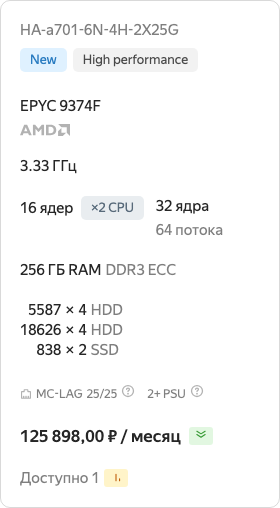 HA-a701-6N-4H-2X25G
New High performance
EPYC 9374F
AMD
3.33 ГГц
16 ядер ×2 CPU 32 ядра
64 потока
256 ГБ RAM DDR3 ECC
5587 × 4 HDD
18626 × 4 HDD
838 × 2 SSD
MC-LAG 25/25 ? 2+ PSU ?
125 898,00 ₽ / месяц
Доступно 1